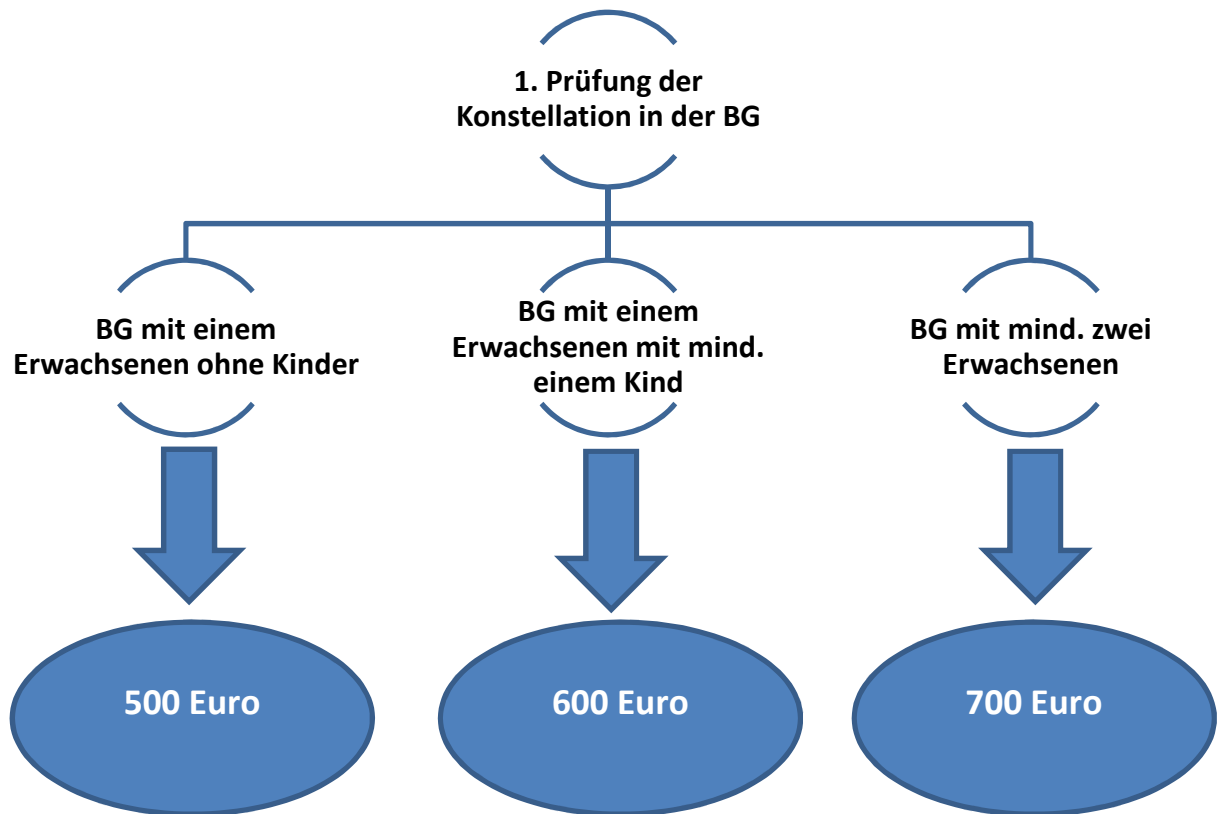 1. Prüfung der
Konstellation in der BG
BG mit einem
Erwachsenen ohne Kinder
BG mit einem
Erwachsenen mit mind.
einem Kind
BG mit mind. zwei
Erwachsenen
500 Euro
600 Euro
700 Euro